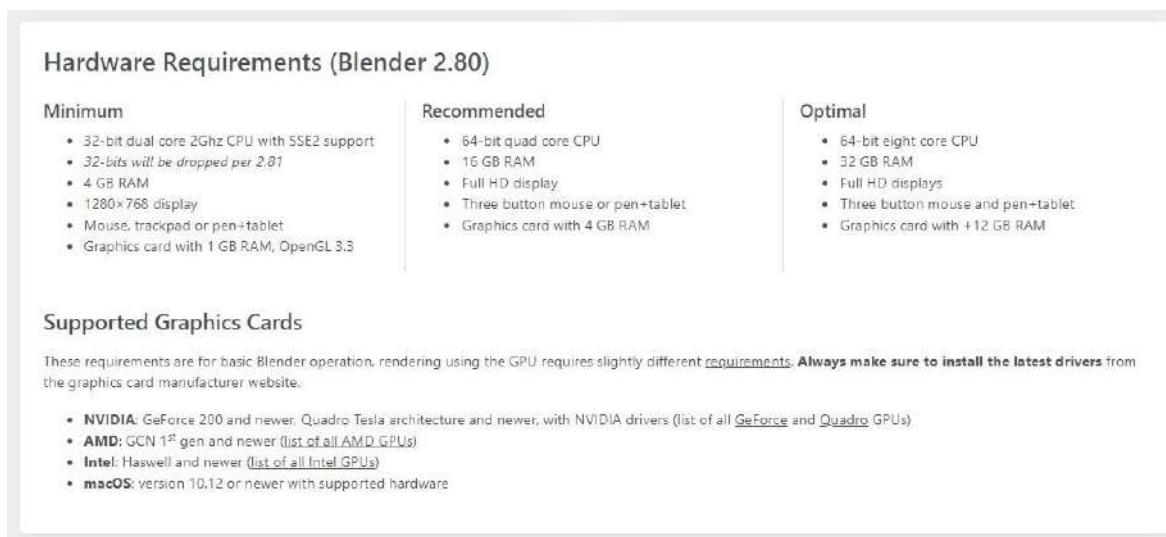 Hardware Requirements (Blender 2.80)
Minimum
• 32-bit dual core 2Ghz CPU with SSE2 support
• 32-bits will be dropped per 2.81
• 4 GB RAM
• 1280×768 display
• Mouse, trackpad or pen+tablet
• Graphics card with 1 GB RAM, OpenGL 3.3
Recommended
• 64-bit quad core CPU
• 16 GB RAM
• Full HD display
• Three button mouse or pen+tablet
• Graphics card with 4 GB RAM
Optimal
• 64-bit eight core CPU
• 32 GB RAM
• Full HD displays
• Three button mouse and pen+tablet
• Graphics card with +12 GB RAM
Supported Graphics Cards
These requirements are for basic Blender operation, rendering using the GPU requires slightly different requirements. Always make sure to install the latest drivers from
the graphics card manufacturer website.
• NVIDIA: GeForce 200 and newer, Quadro Tesla architecture and newer, with NVIDIA drivers (list of all GeForce and Quadro GPUs)
• AMD: GCN 1st gen and newer (list of all AMD GPUs)
• Intel: Haswell and newer (list of all Intel GPUs)
• macOS: version 10.12 or newer with supported hardware